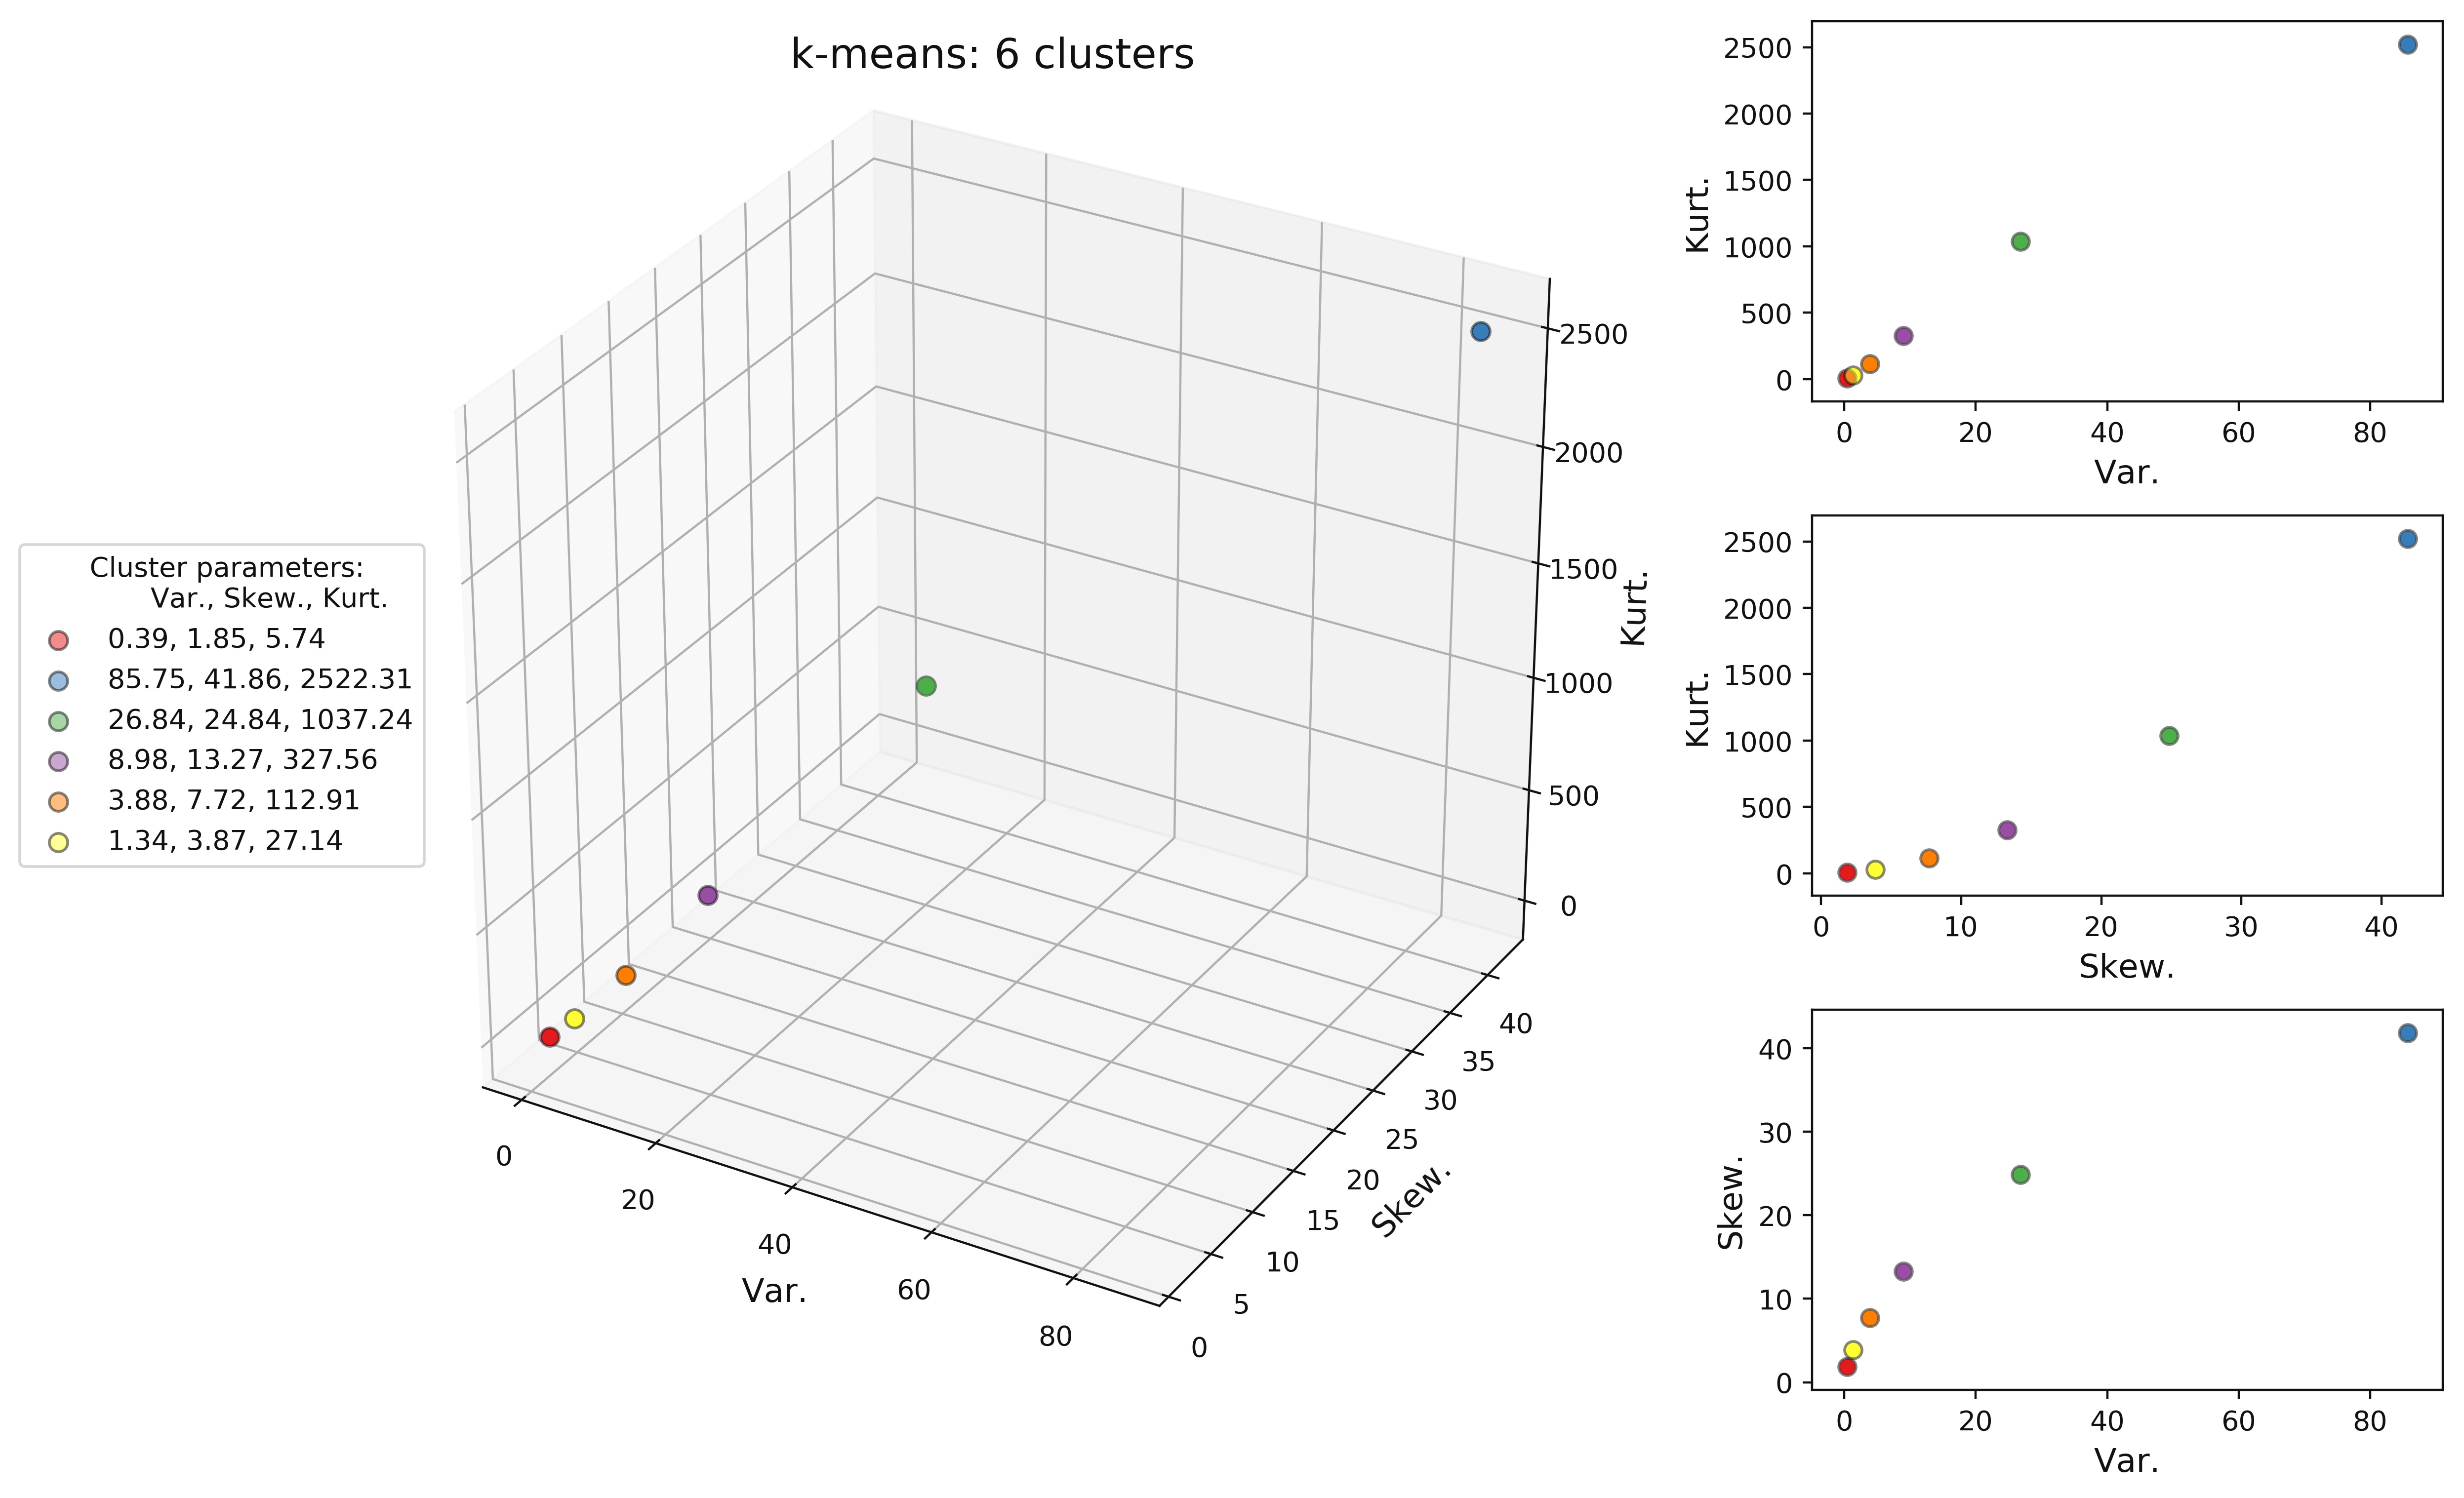 k-means: 6 clusters
Cluster parameters:
Var., Skew., Kurt.
0.39, 1.85, 5.74
85.75, 41.86, 2522.31
26.84, 24.84, 1037.24
8.98, 13.27, 327.56
3.88, 7.72, 112.91
1.34, 3.87, 27.14
0
20
40
60
80
Var.
0
5
10
15
20
25
30
35
40
Skew.
0
500
1000
1500
2000
2500
Kurt.
2500
2000
1500
1000
500
0
Kurt.
0 20 40 60 80
Var.
2500
2000
1500
1000
500
0
Kurt.
0 10 20 30 40
Skew.
40
30
20
10
0
Skew.
0 20 40 60 80
Var.